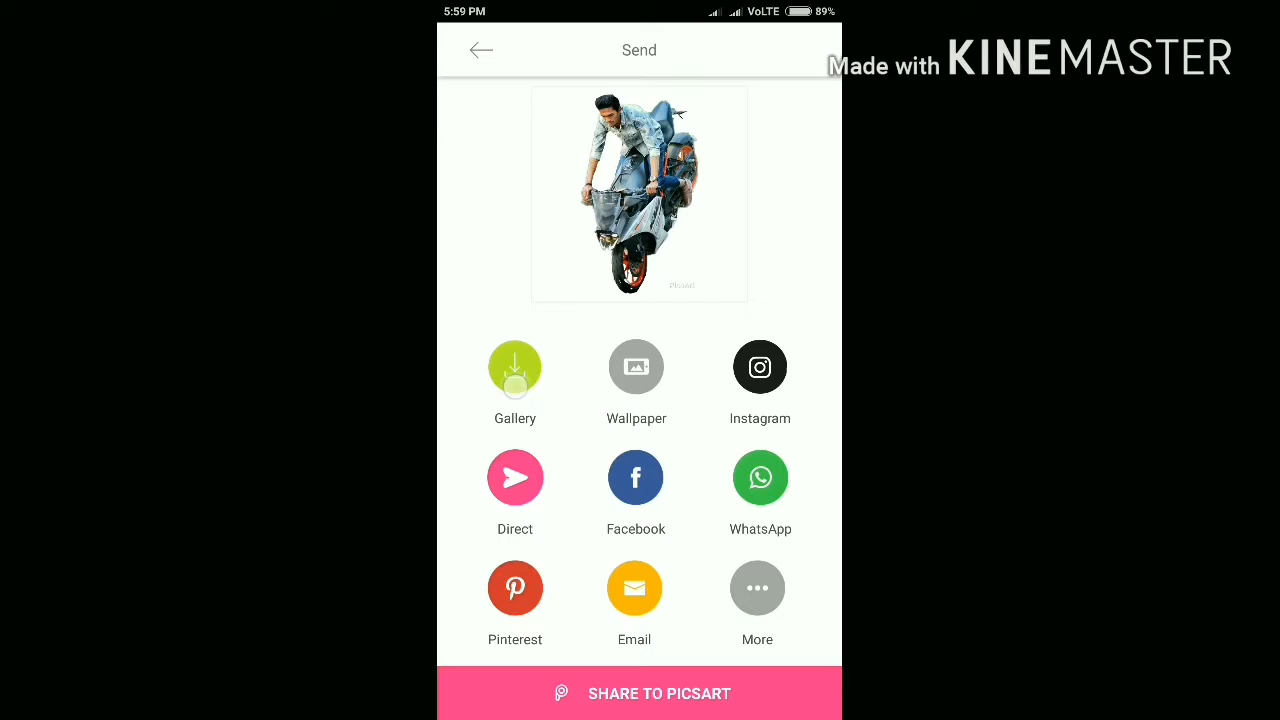 5:59 PM
VoLTE
89%
Send
Made with KINEMASTER
PicsArt
Gallery
Wallpaper
Instagram
Direct
Facebook
WhatsApp
Pinterest
Email
More
SHARE TO PICSART